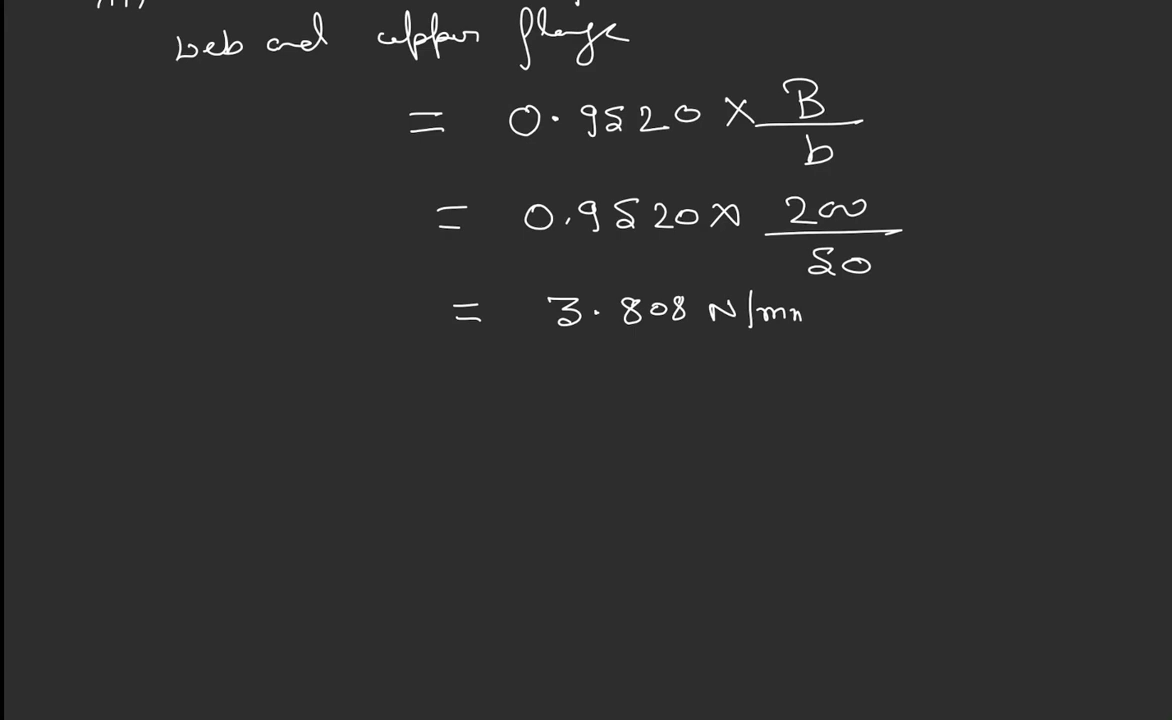 web and upper flange
= 0.9520 × B/b
= 0.9520 × 200/50
= 3.808 N/mm